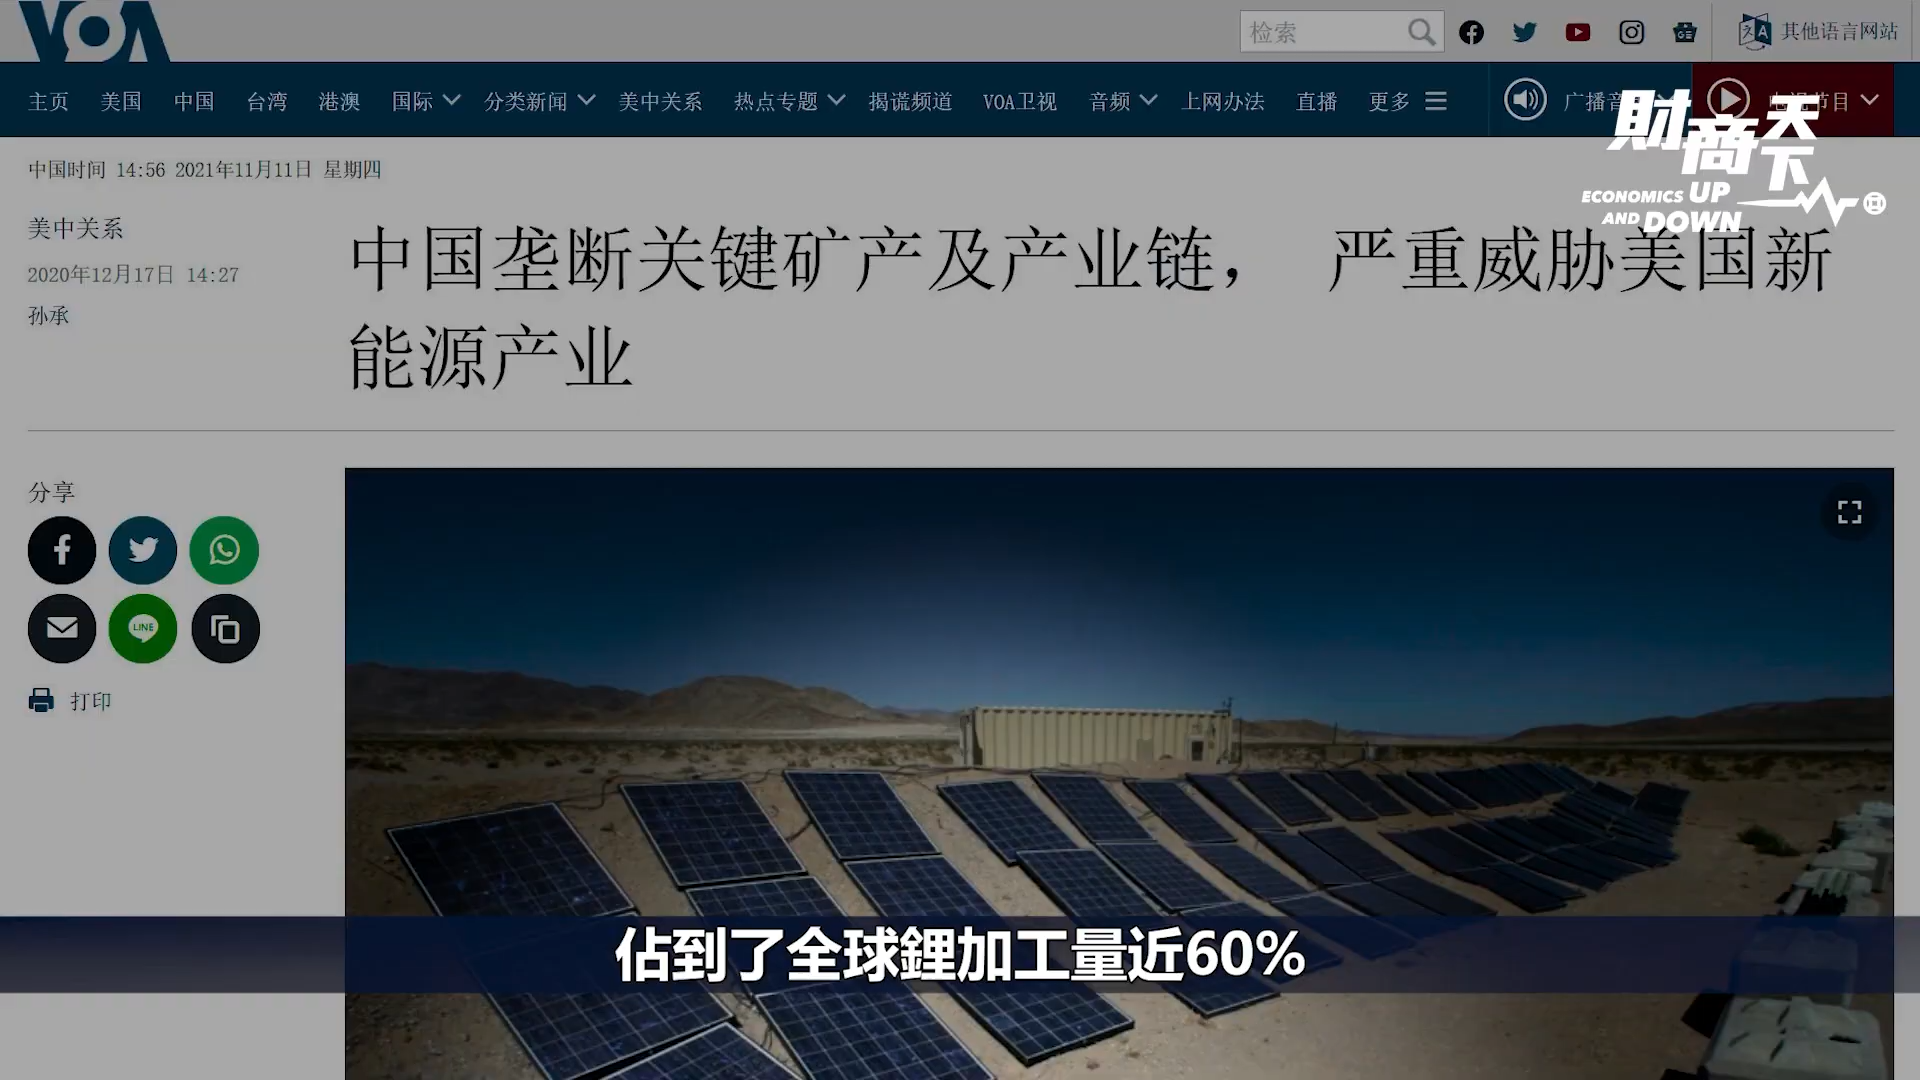 VOA
检索
其他语言网站
主页 美国 中国 台湾 港澳 国际 分类新闻 美中关系 热点专题 揭谎频道 VOA卫视 音频 上网办法 直播 更多 广播 节目
財商天下
ECONOMICS UP
AND DOWN
中国时间 14:56 2021年11月11日 星期四
美中关系
2020年12月17日 14:27
孙承
中国垄断关键矿产及产业链， 严重威胁美国新
能源产业
分享
LINE
打印
佔到了全球鋰加工量近60%